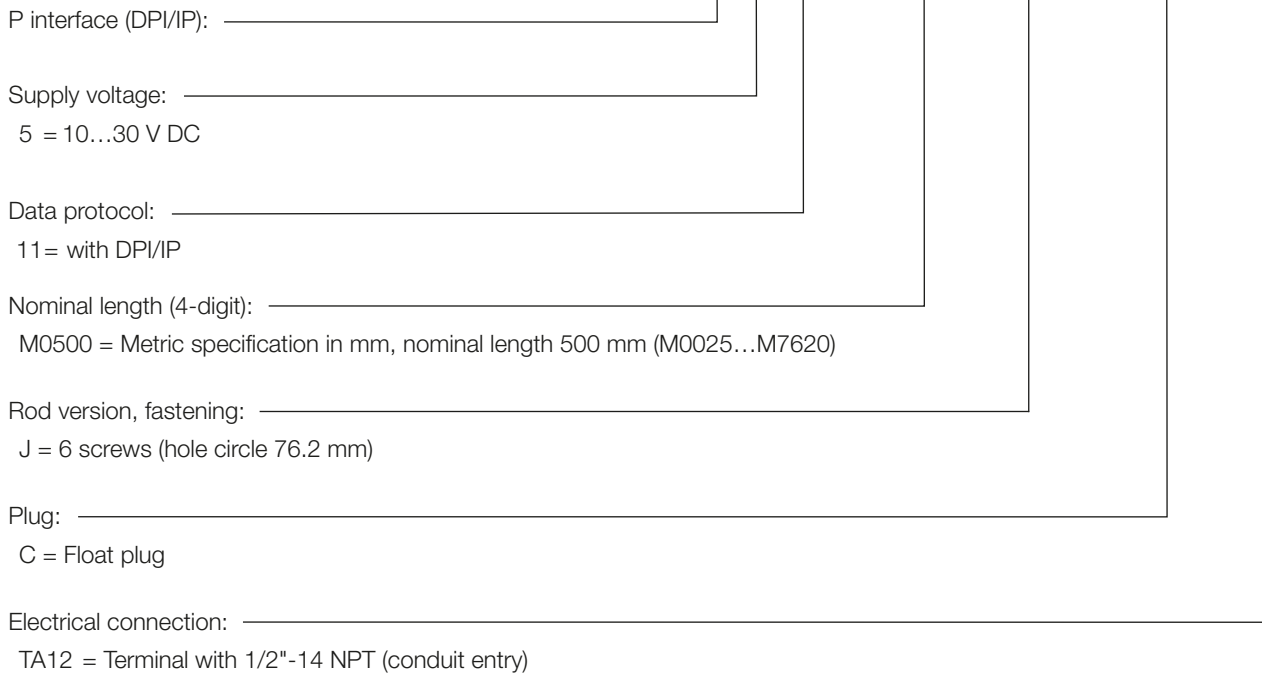 P interface (DPI/IP):
Supply voltage:
5 = 10…30 V DC
Data protocol:
11= with DPI/IP
Nominal length (4-digit):
M0500 = Metric specification in mm, nominal length 500 mm (M0025…M7620)
Rod version, fastening:
J = 6 screws (hole circle 76.2 mm)
Plug:
C = Float plug
Electrical connection:
TA12 = Terminal with 1/2"-14 NPT (conduit entry)